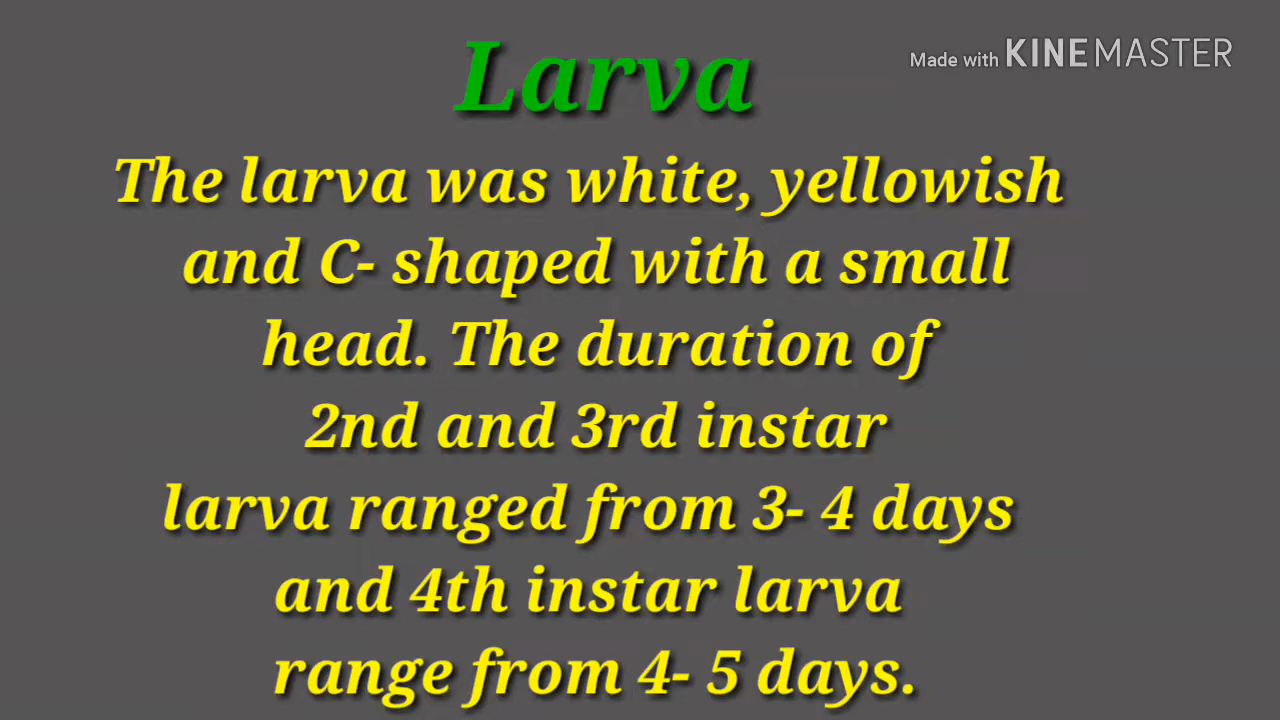 Larva
Made with KINEMASTER
The larva was white, yellowish
and C- shaped with a small
head. The duration of
2nd and 3rd instar
larva ranged from 3- 4 days
and 4th instar larva
range from 4- 5 days.